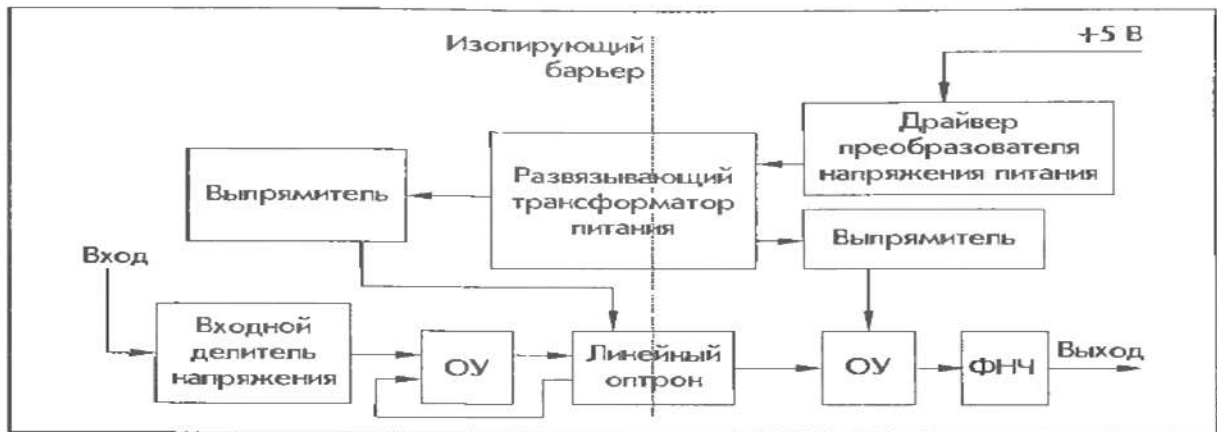 Изолирующий
барьер
+5 В
Драйвер
преобразователя
напряжения питания
Выпрямитель
Развязывающий
трансформатор
питания
Выпрямитель
Вход
Входной
делитель
напряжения
ОУ
Линейный
оптрон
ОУ
ФНЧ
Выход